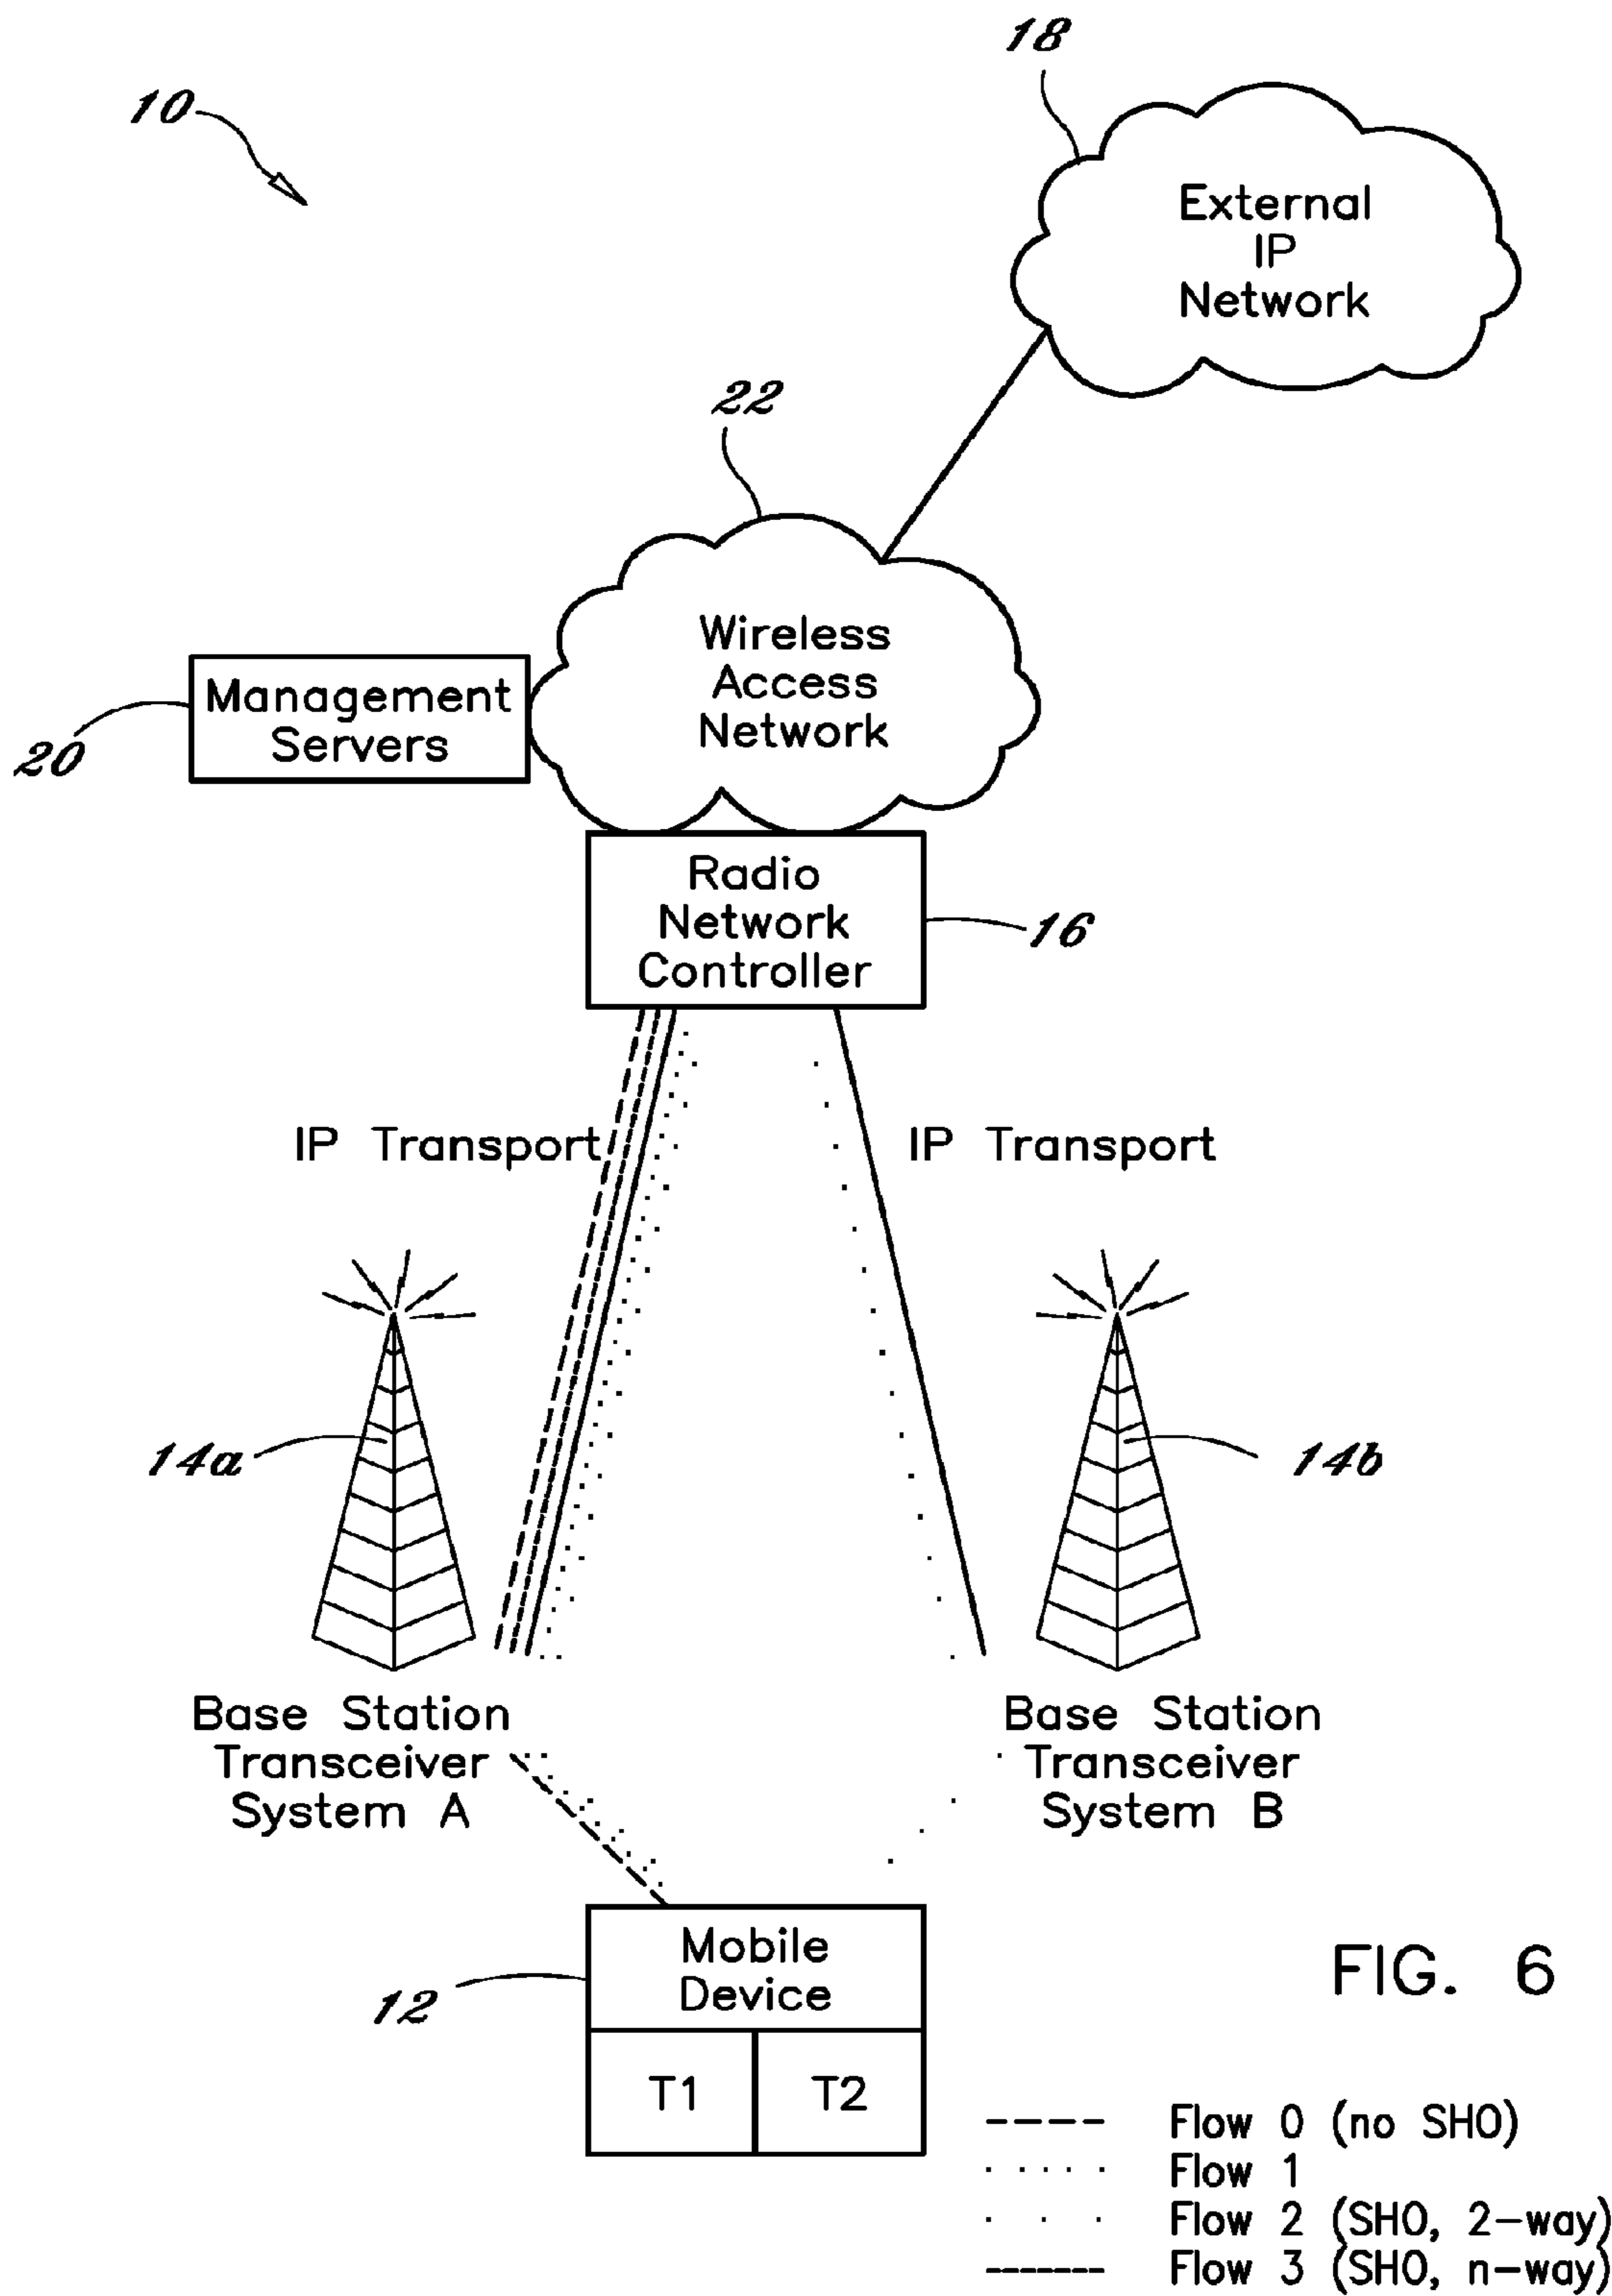 18
10
External
IP
Network
22
Wireless
Access
Network
Management
Servers
20
Radio
Network
Controller
16
IP Transport
IP Transport
14a
14b
Base Station
Transceiver
System A
Base Station
Transceiver
System B
Mobile
Device
12
T1
T2
FIG. 6
Flow 0 (no SHO)
Flow 1
Flow 2 (SHO, 2-way)
Flow 3 (SHO, n-way)